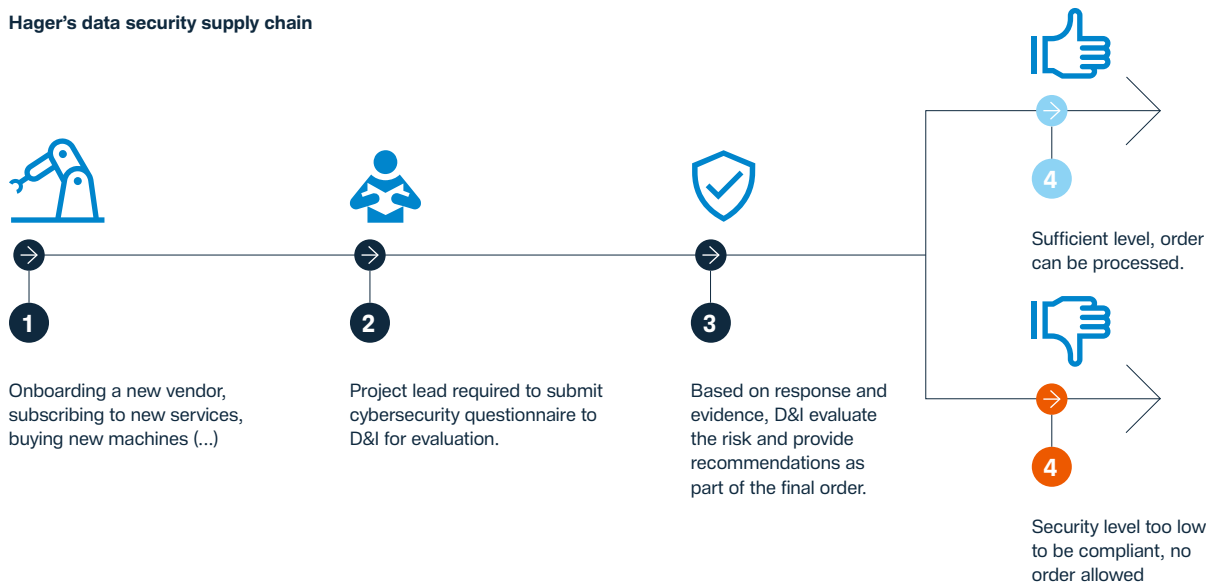 Hager’s data security supply chain
1
Onboarding a new vendor,
subscribing to new services,
buying new machines (...)
2
Project lead required to submit
cybersecurity questionnaire to
D&I for evaluation.
3
Based on response and
evidence, D&I evaluate
the risk and provide
recommendations as
part of the final order.
4
Sufficient level, order
can be processed.
4
Security level too low
to be compliant, no
order allowed